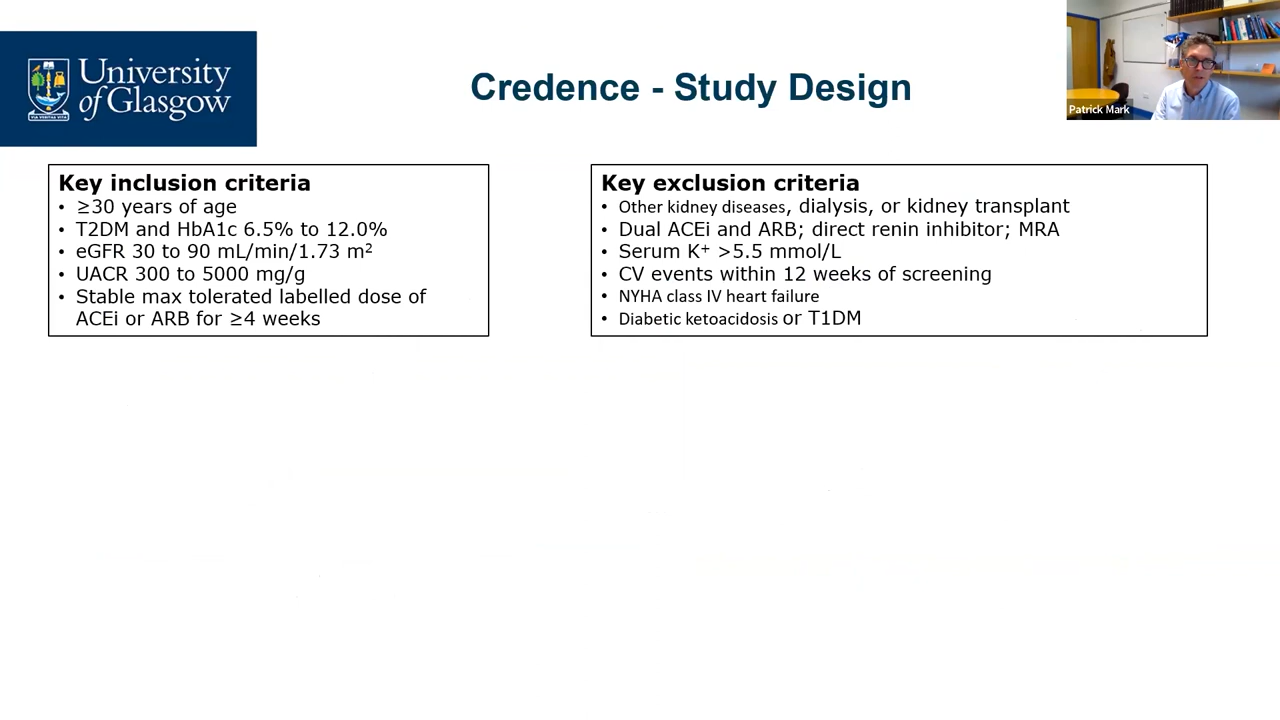 University
of Glasgow
VIA VERITAS VITA
Credence - Study Design
Patrick Mark
Key inclusion criteria
• ≥30 years of age
• T2DM and HbA1c 6.5% to 12.0%
• eGFR 30 to 90 mL/min/1.73 m²
• UACR 300 to 5000 mg/g
• Stable max tolerated labelled dose of
ACEi or ARB for ≥4 weeks
Key exclusion criteria
• Other kidney diseases, dialysis, or kidney transplant
• Dual ACEi and ARB; direct renin inhibitor; MRA
• Serum K⁺ >5.5 mmol/L
• CV events within 12 weeks of screening
• NYHA class IV heart failure
• Diabetic ketoacidosis or T1DM